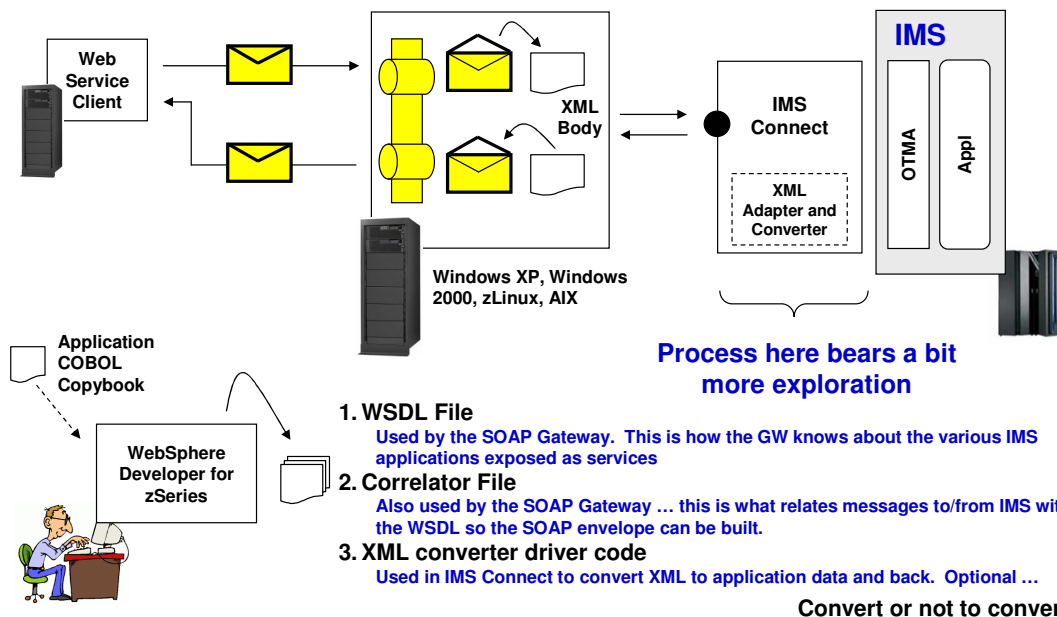 Web
Service
Client
XML
Body
IMS
Connect
XML
Adapter and
Converter
IMS
OTMA
Appl
Windows XP, Windows
2000, zLinux, AIX
Process here bears a bit
more exploration
Application
COBOL
Copybook
WebSphere
Developer for
zSeries
1. WSDL File
Used by the SOAP Gateway. This is how the GW knows about the various IMS
applications exposed as services
2. Correlator File
Also used by the SOAP Gateway … this is what relates messages to/from IMS wit
the WSDL so the SOAP envelope can be built.
3. XML converter driver code
Used in IMS Connect to convert XML to application data and back. Optional …
Convert or not to conver